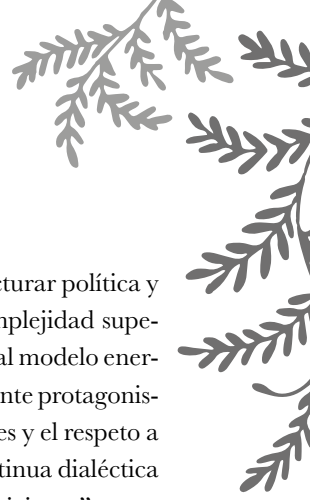 cturar política y
nplejidad supe-
al modelo ener-
nte protagonis-
es y el respeto a
tinua dialéctica